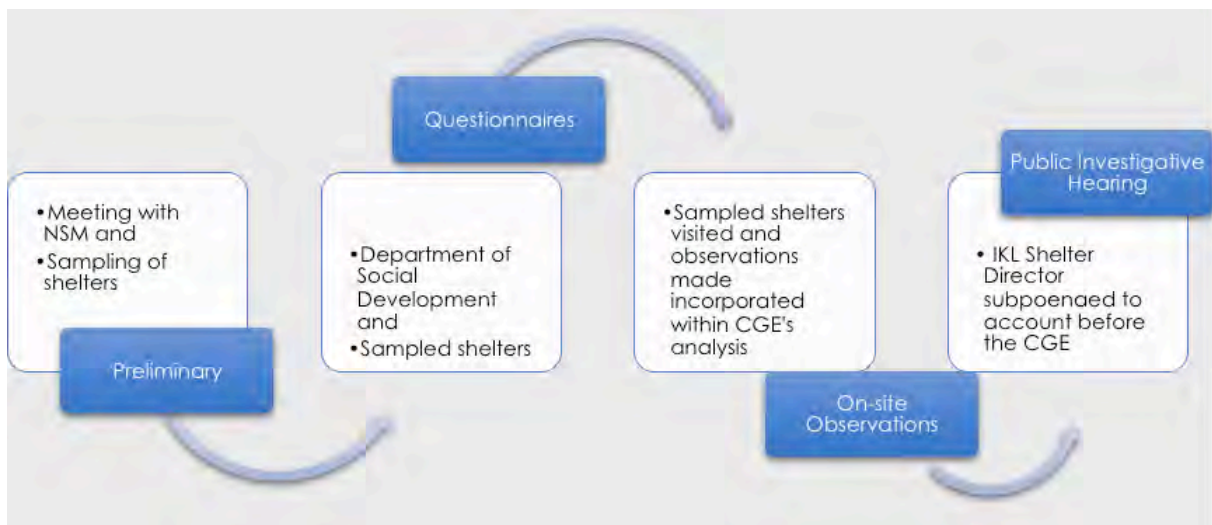 •Meeting with
NSM and
•Sampling of
shelters
Preliminary
Questionnaires
•Department of
Social
Development
and
•Sampled shelters
•Sampled shelters
visited and
observations
made
incorporated
within CGE's
analysis
On-site
Observations
Public Investigative
Hearing
• IKL Shelter
Director
subpoenaed to
account before
the CGE